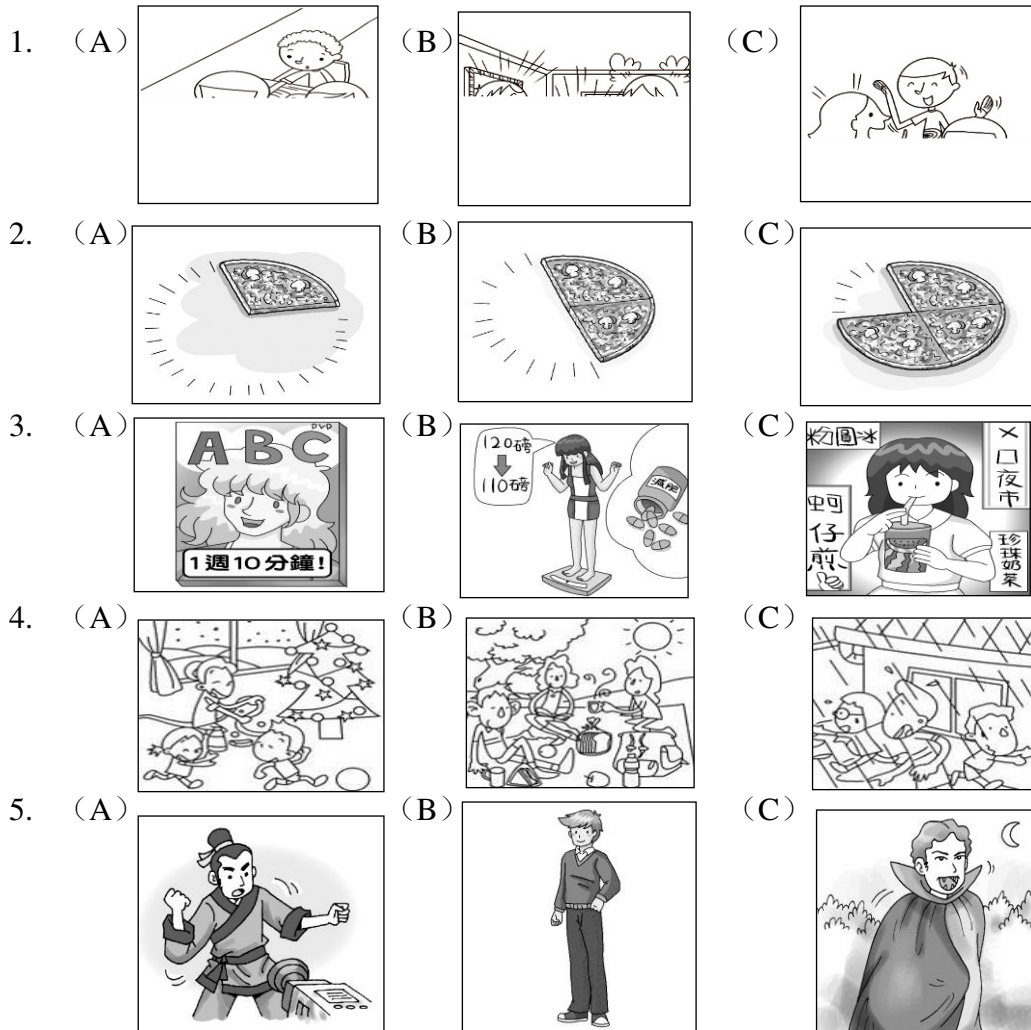 1. （A） （B） （C）
2. （A） （B） （C）
3. （A） （B） （C）
DVD
ABC
1週10分鐘!
120磅
110磅
減肥
粉圓冰
蚵仔煎
夜市
珍珠奶茶
4. （A） （B） （C）
5. （A） （B） （C）